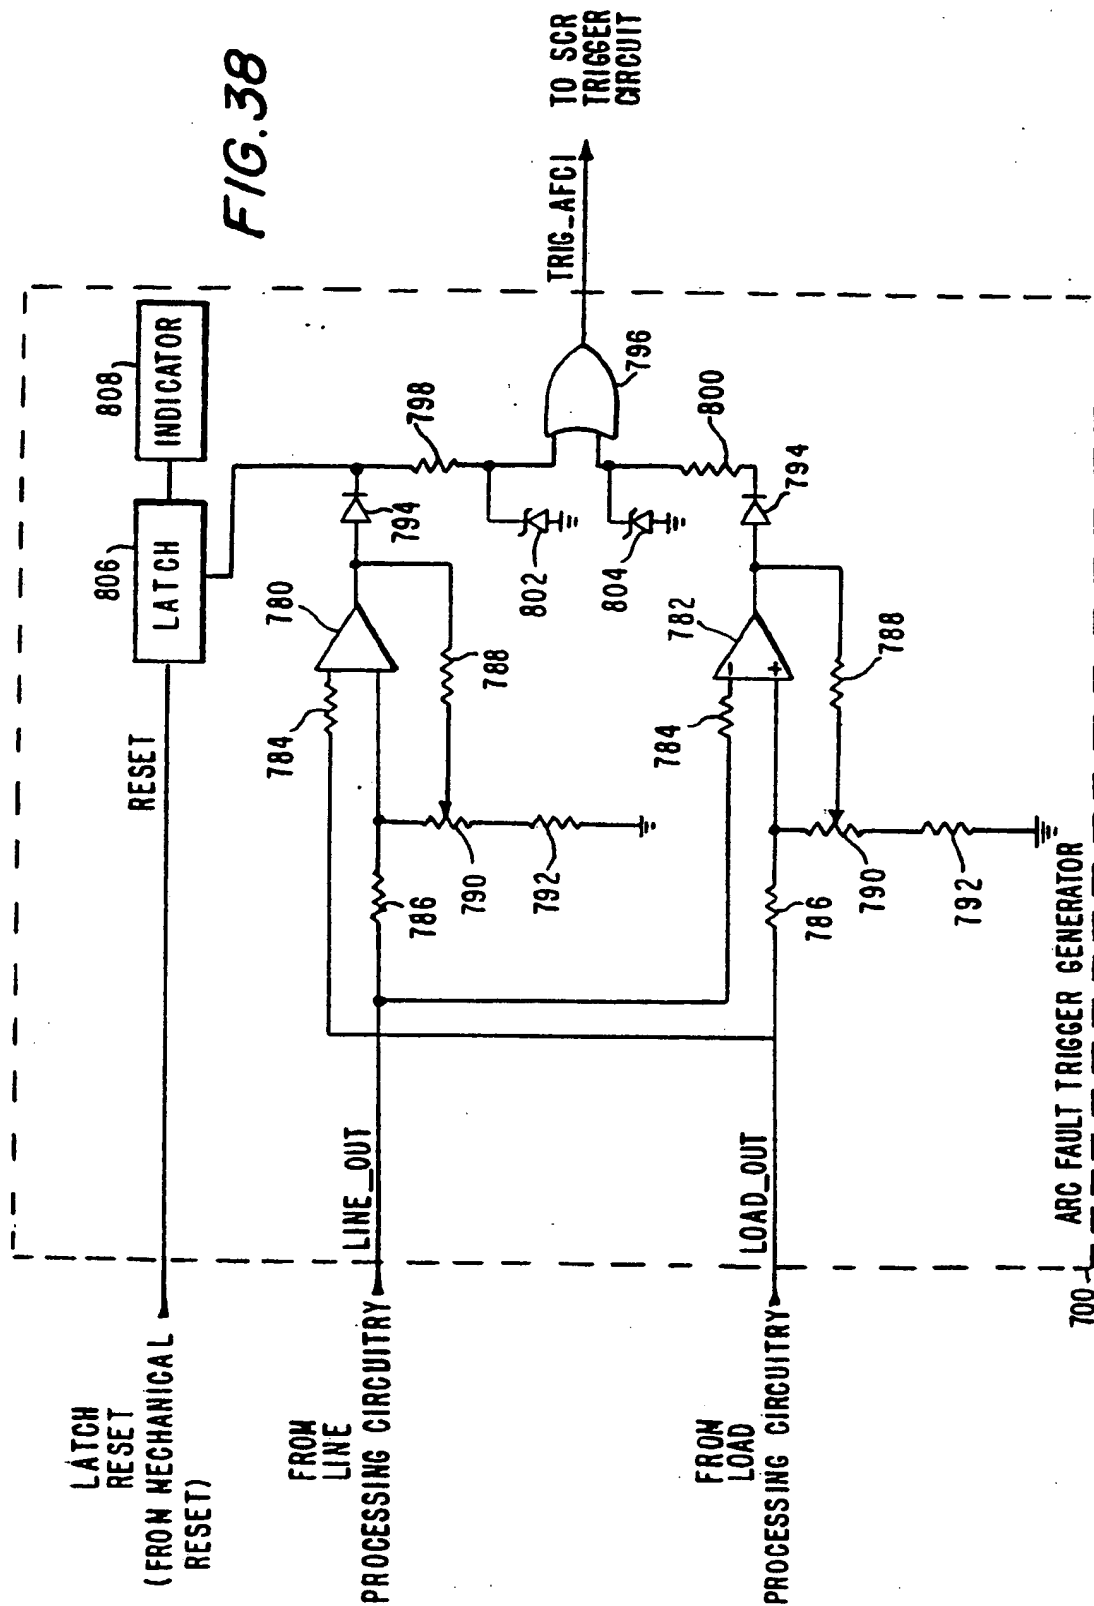 FIG.38
LATCH
RESET
(FROM MECHANICAL
RESET)
RESET
806
LATCH
808
INDICATOR
FROM
LINE
PROCESSING CIRCUITRY
LINE_OUT
784
780
794
798
786
790
792
788
802
796
TRIG_AFCI
TO SCR
TRIGGER
CIRCUIT
804
800
FROM
LOAD
PROCESSING CIRCUITRY
LOAD_OUT
784
782
-
+
794
786
790
792
788
700
ARC FAULT TRIGGER GENERATOR